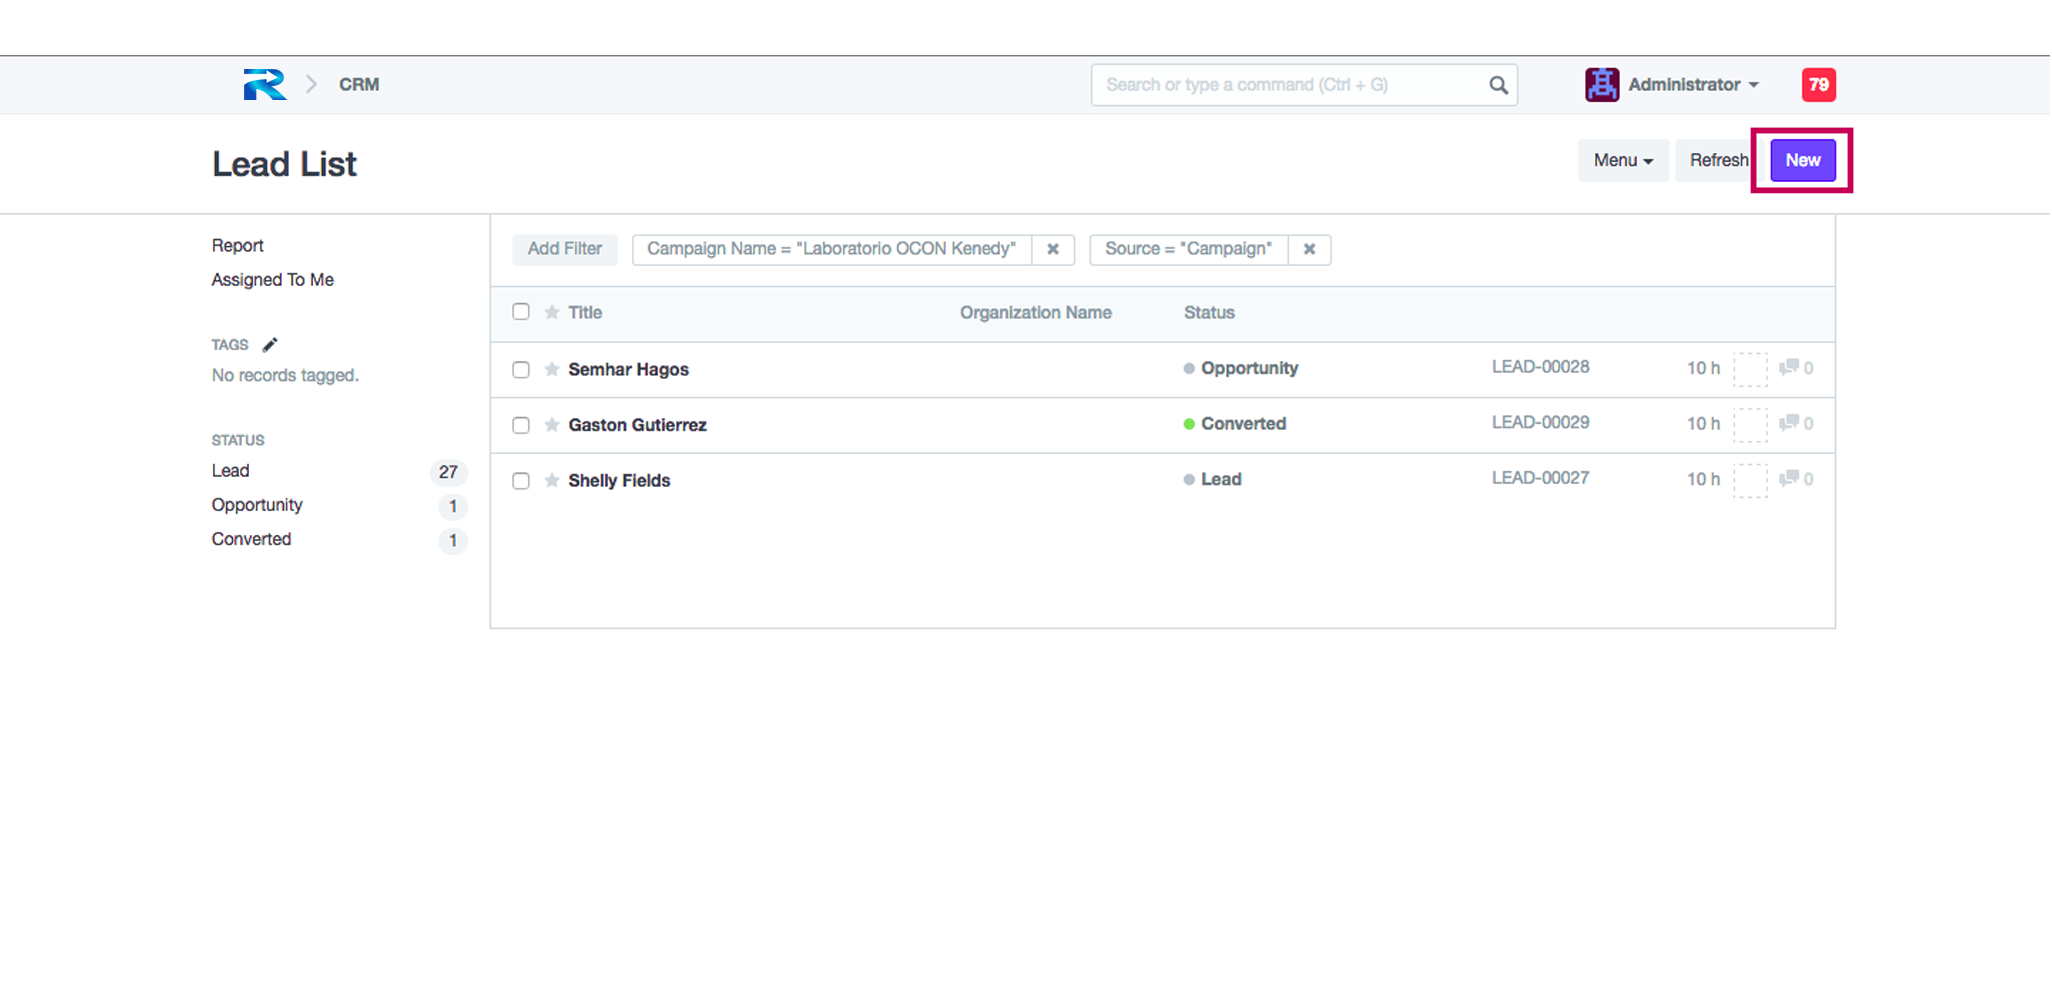 CRM
Search or type a command (Ctrl + G)
Administrator
79
Lead List
Menu
Refresh
New
Report
Assigned To Me
TAGS
No records tagged.
STATUS
Lead 27
Opportunity 1
Converted 1
Add Filter
Campaign Name = "Laboratorio OCON Kenedy"
Source = "Campaign"
Title Organization Name Status
Semhar Hagos Opportunity LEAD-00028 10 h 0
Gaston Gutierrez Converted LEAD-00029 10 h 0
Shelly Fields Lead LEAD-00027 10 h 0